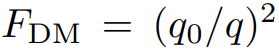 F_DM = (q_0/q)^2